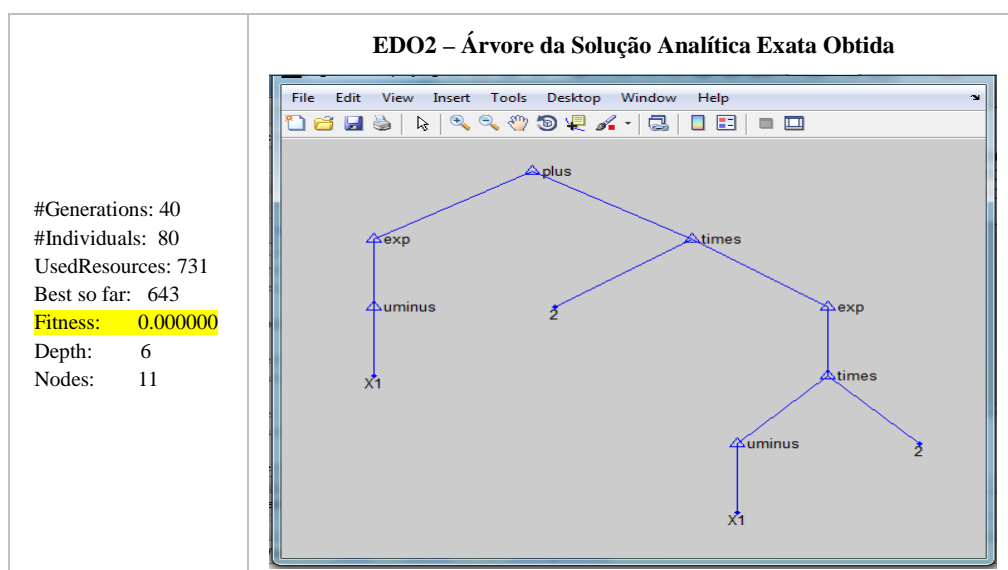 EDO2 – Árvore da Solução Analítica Exata Obtida
#Generations: 40
#Individuals: 80
UsedResources: 731
Best so far: 643
Fitness: 0.000000
Depth: 6
Nodes: 11
File Edit View Insert Tools Desktop Window Help
plus
exp times
uminus 2 exp
X1 times
uminus 2
X1